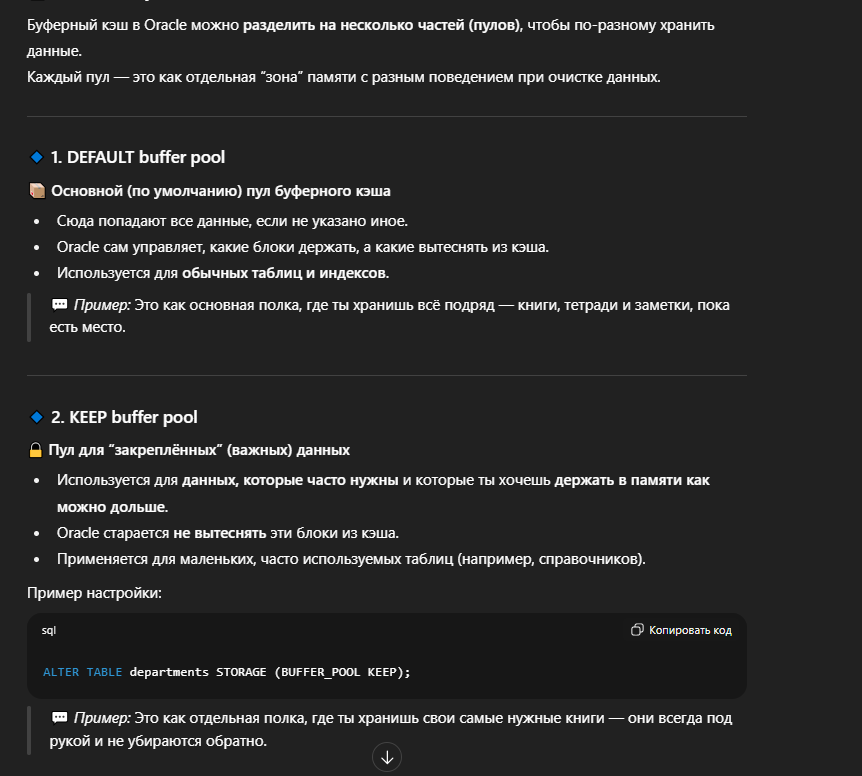 Буферный кэш в Oracle можно разделить на несколько частей (пулов), чтобы по-разному хранить
данные.
Каждый пул — это как отдельная “зона” памяти с разным поведением при очистке данных.
1. DEFAULT buffer pool
Основной (по умолчанию) пул буферного кэша
• Сюда попадают все данные, если не указано иное.
• Oracle сам управляет, какие блоки держать, а какие вытеснять из кэша.
• Используется для обычных таблиц и индексов.
Пример: Это как основная полка, где ты хранишь всё подряд — книги, тетради и заметки, пока
есть место.
2. KEEP buffer pool
Пул для “закреплённых” (важных) данных
• Используется для данных, которые часто нужны и которые ты хочешь держать в памяти как
можно дольше.
• Oracle старается не вытеснять эти блоки из кэша.
• Применяется для маленьких, часто используемых таблиц (например, справочников).
Пример настройки:
sql
Копировать код
ALTER TABLE departments STORAGE (BUFFER_POOL KEEP);
Пример: Это как отдельная полка, где ты хранишь свои самые нужные книги — они всегда под
рукой и не убираются обратно.